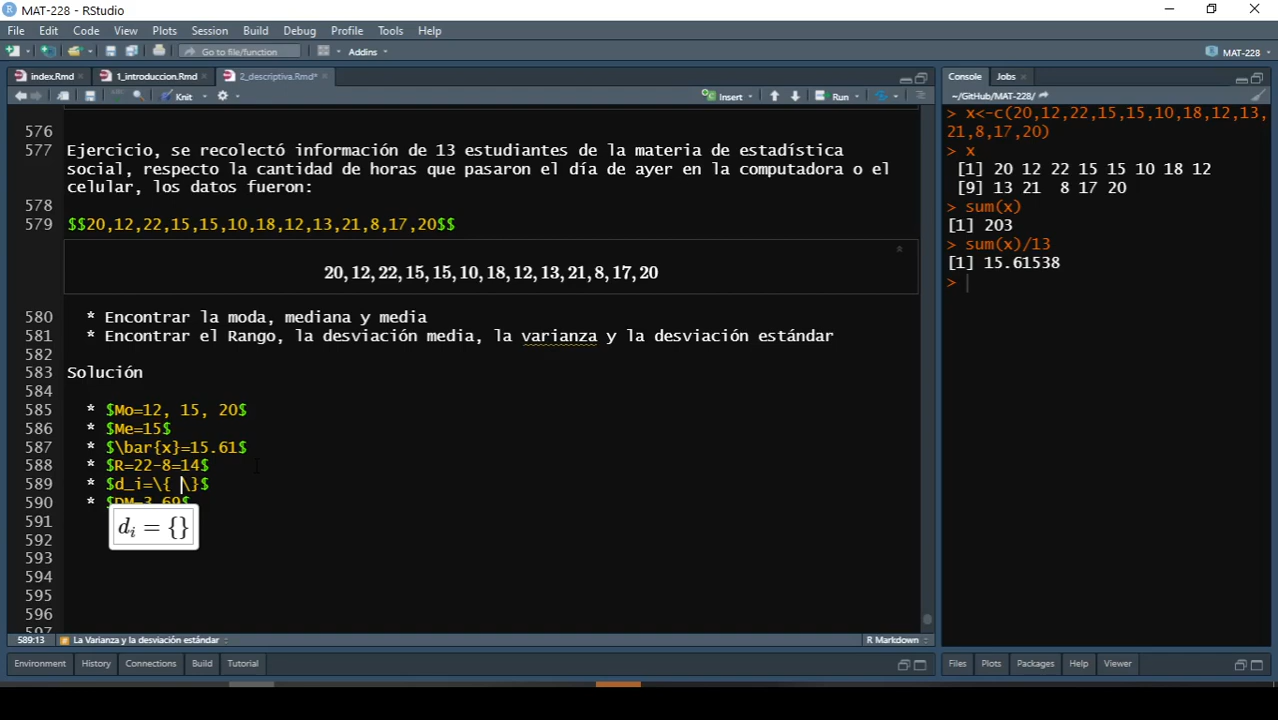 MAT-228 - RStudio
File Edit Code View Plots Session Build Debug Profile Tools Help
Go to file/function Addins MAT-228
index.Rmd 1_introduccion.Rmd 2_descriptiva.Rmd*
Knit Insert Run
576
577 Ejercicio, se recolectó información de 13 estudiantes de la materia de estadística
social, respecto la cantidad de horas que pasaron el día de ayer en la computadora o el
celular, los datos fueron:
578
579 $$20,12,22,15,15,10,18,12,13,21,8,17,20$$
20, 12, 22, 15, 15, 10, 18, 12, 13, 21, 8, 17, 20
580 * Encontrar la moda, mediana y media
581 * Encontrar el Rango, la desviación media, la varianza y la desviación estándar
582
583 Solución
584
585 * $Mo=12, 15, 20$
586 * $Me=15$
587 * $\bar{x}=15.61$
588 * $R=22-8=14$
589 * $d_i=\{ \}$
590 * $DM=3.69$
591
d_i = {}
592
593
594
595
596
597
589:13 La Varianza y la desviación estándar R Markdown
Environment History Connections Build Tutorial
Console Jobs
~/GitHub/MAT-228/
> x<-c(20,12,22,15,15,10,18,12,13,
21,8,17,20)
> x
[1] 20 12 22 15 15 10 18 12
[9] 13 21 8 17 20
> sum(x)
[1] 203
> sum(x)/13
[1] 15.61538
>
Files Plots Packages Help Viewer